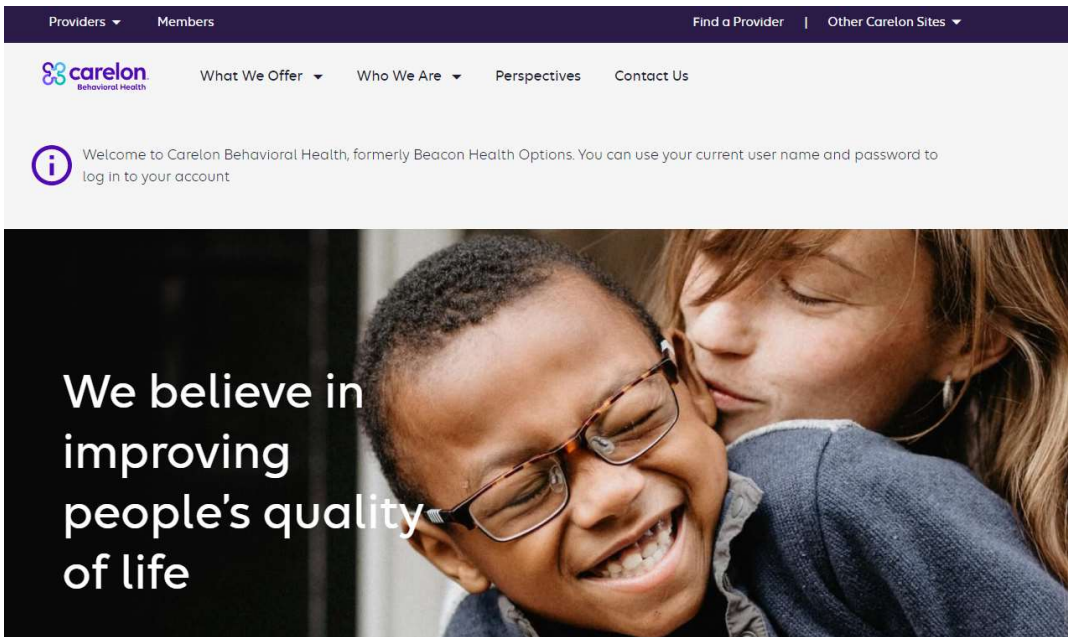 Providers Members Find a Provider | Other Carelon Sites
carelon
Behavioral Health
What We Offer Who We Are Perspectives Contact Us
Welcome to Carelon Behavioral Health, formerly Beacon Health Options. You can use your current user name and password to
log in to your account
We believe in
improving
people's quality
of life